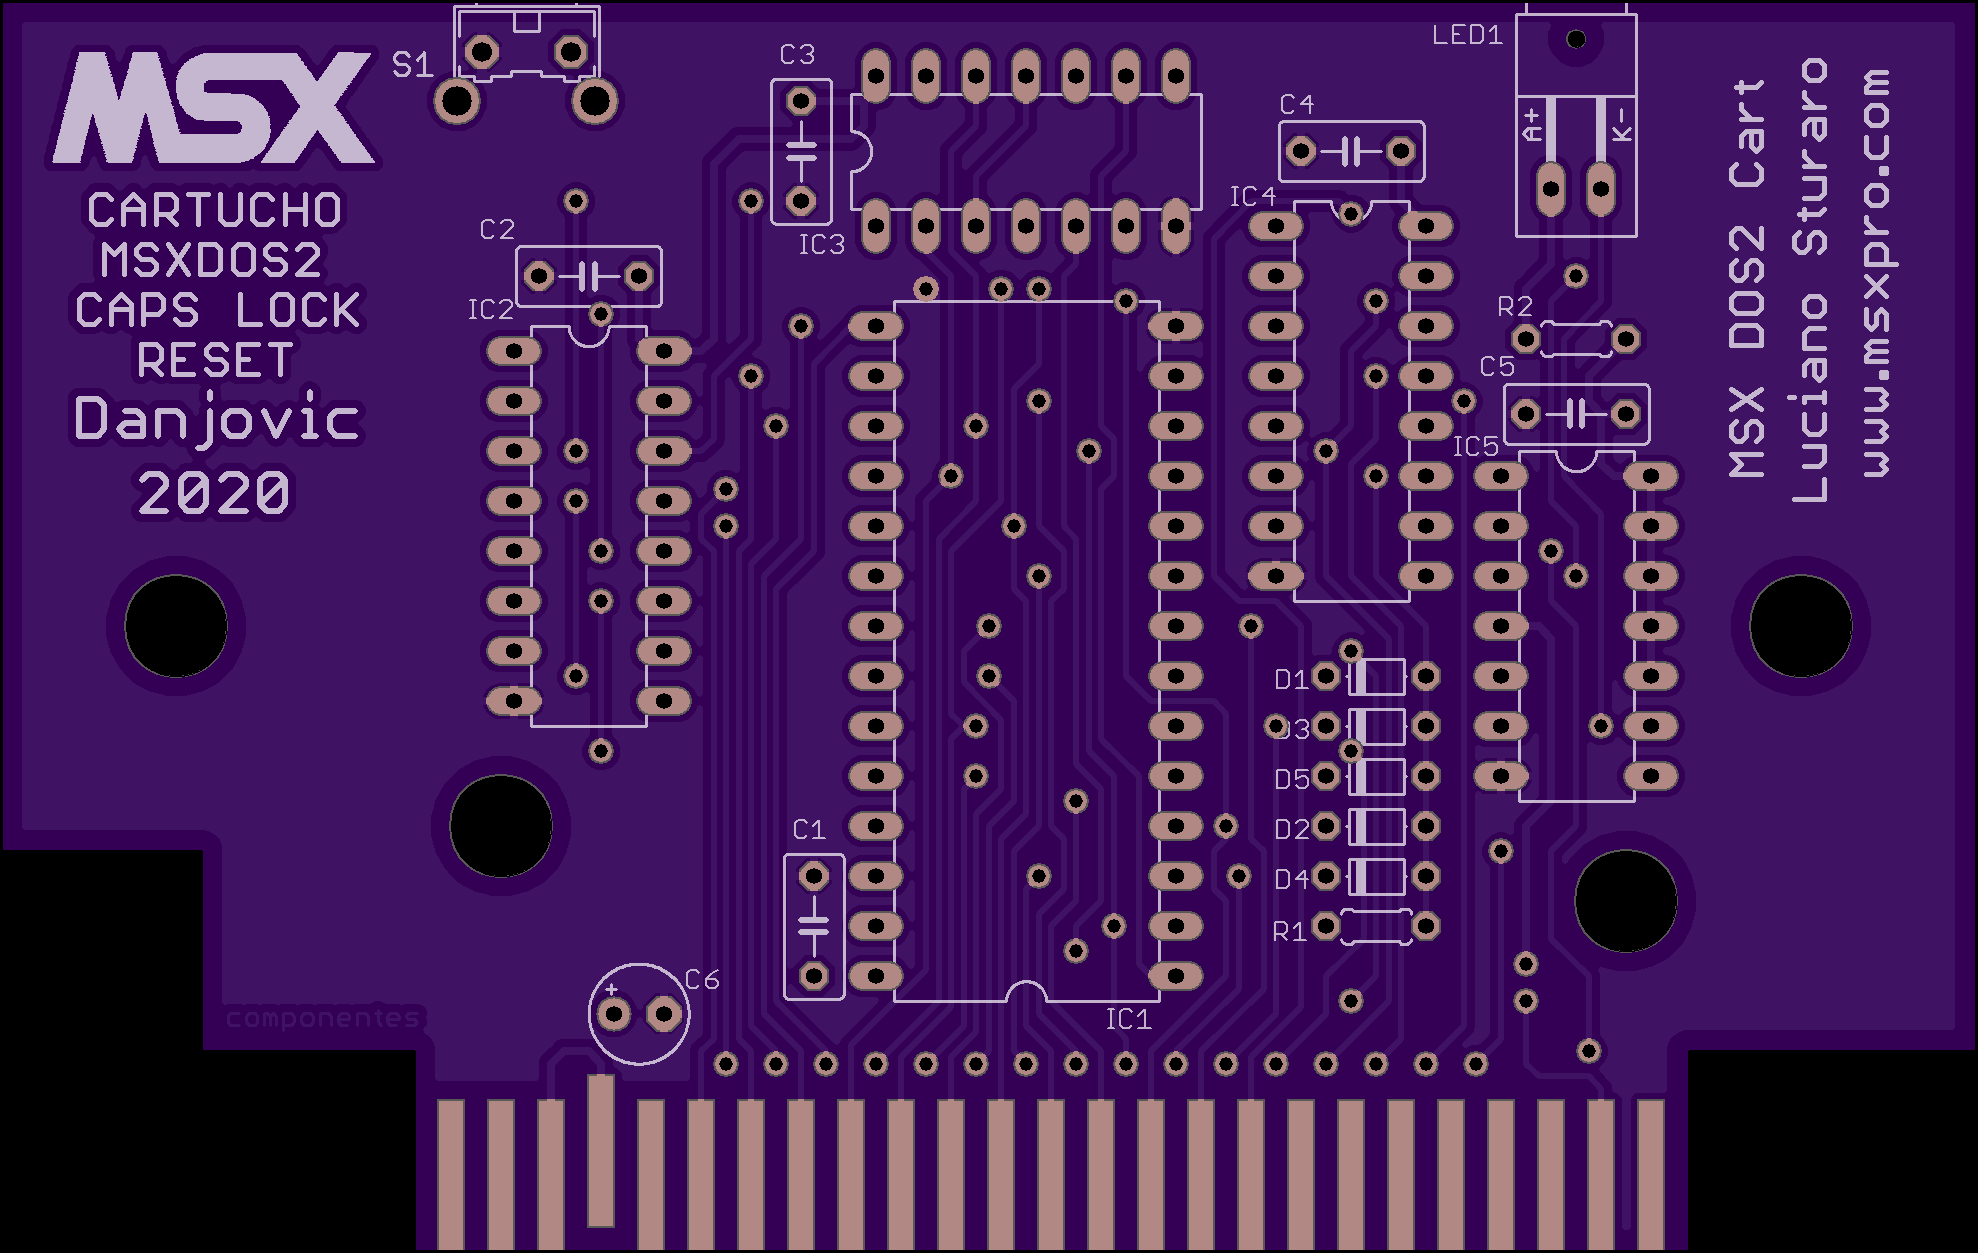 MSX
CARTUCHO
MSXDOS2
CAPS LOCK
RESET
Danjovic
2020
S1
C3
IC3
C2
IC2
C4
IC4
LED1
A+
K-
R2
C5
IC5
MSX DOS2 Cart
Luciano Sturaro
www.msxpro.com
D1
D3
D5
D2
D4
R1
C1
C6
+
IC1
componentes